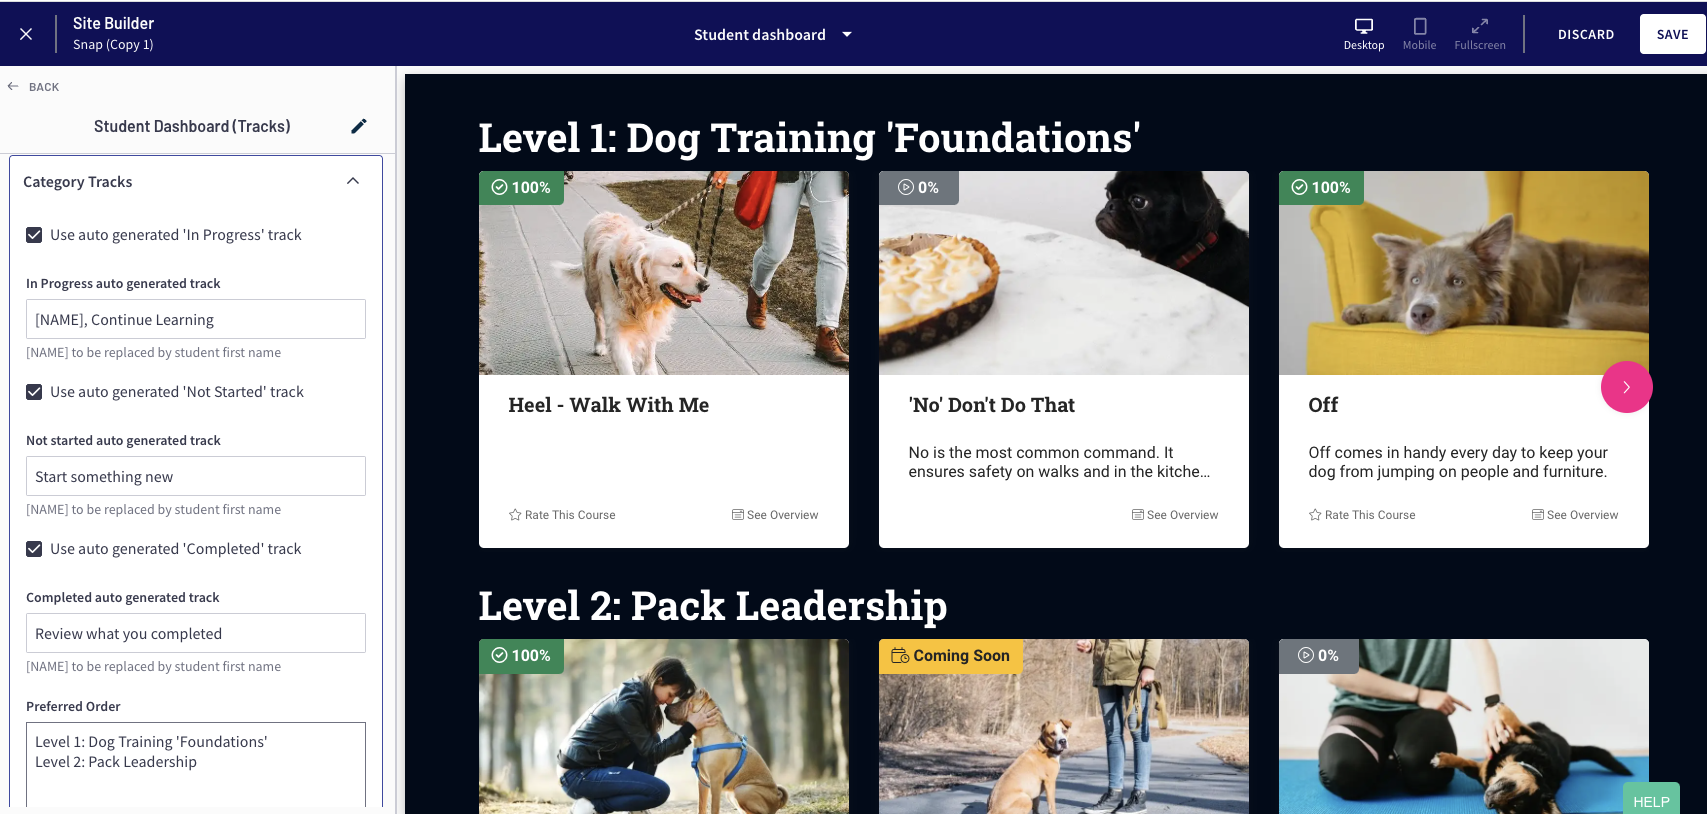 Site Builder
Snap (Copy 1)
Student dashboard
Desktop
Mobile
Fullscreen
DISCARD
SAVE
BACK
Student Dashboard (Tracks)
Category Tracks
Use auto generated 'In Progress' track
In Progress auto generated track
[NAME], Continue Learning
[NAME] to be replaced by student first name
Use auto generated 'Not Started' track
Not started auto generated track
Start something new
[NAME] to be replaced by student first name
Use auto generated 'Completed' track
Completed auto generated track
Review what you completed
[NAME] to be replaced by student first name
Preferred Order
Level 1: Dog Training 'Foundations'
Level 2: Pack Leadership
Level 1: Dog Training 'Foundations'
100%
Heel - Walk With Me
Rate This Course
See Overview
0%
'No' Don't Do That
No is the most common command. It
ensures safety on walks and in the kitche...
See Overview
100%
Off
Off comes in handy every day to keep your
dog from jumping on people and furniture.
Rate This Course
See Overview
Level 2: Pack Leadership
100%
Coming Soon
0%
HELP